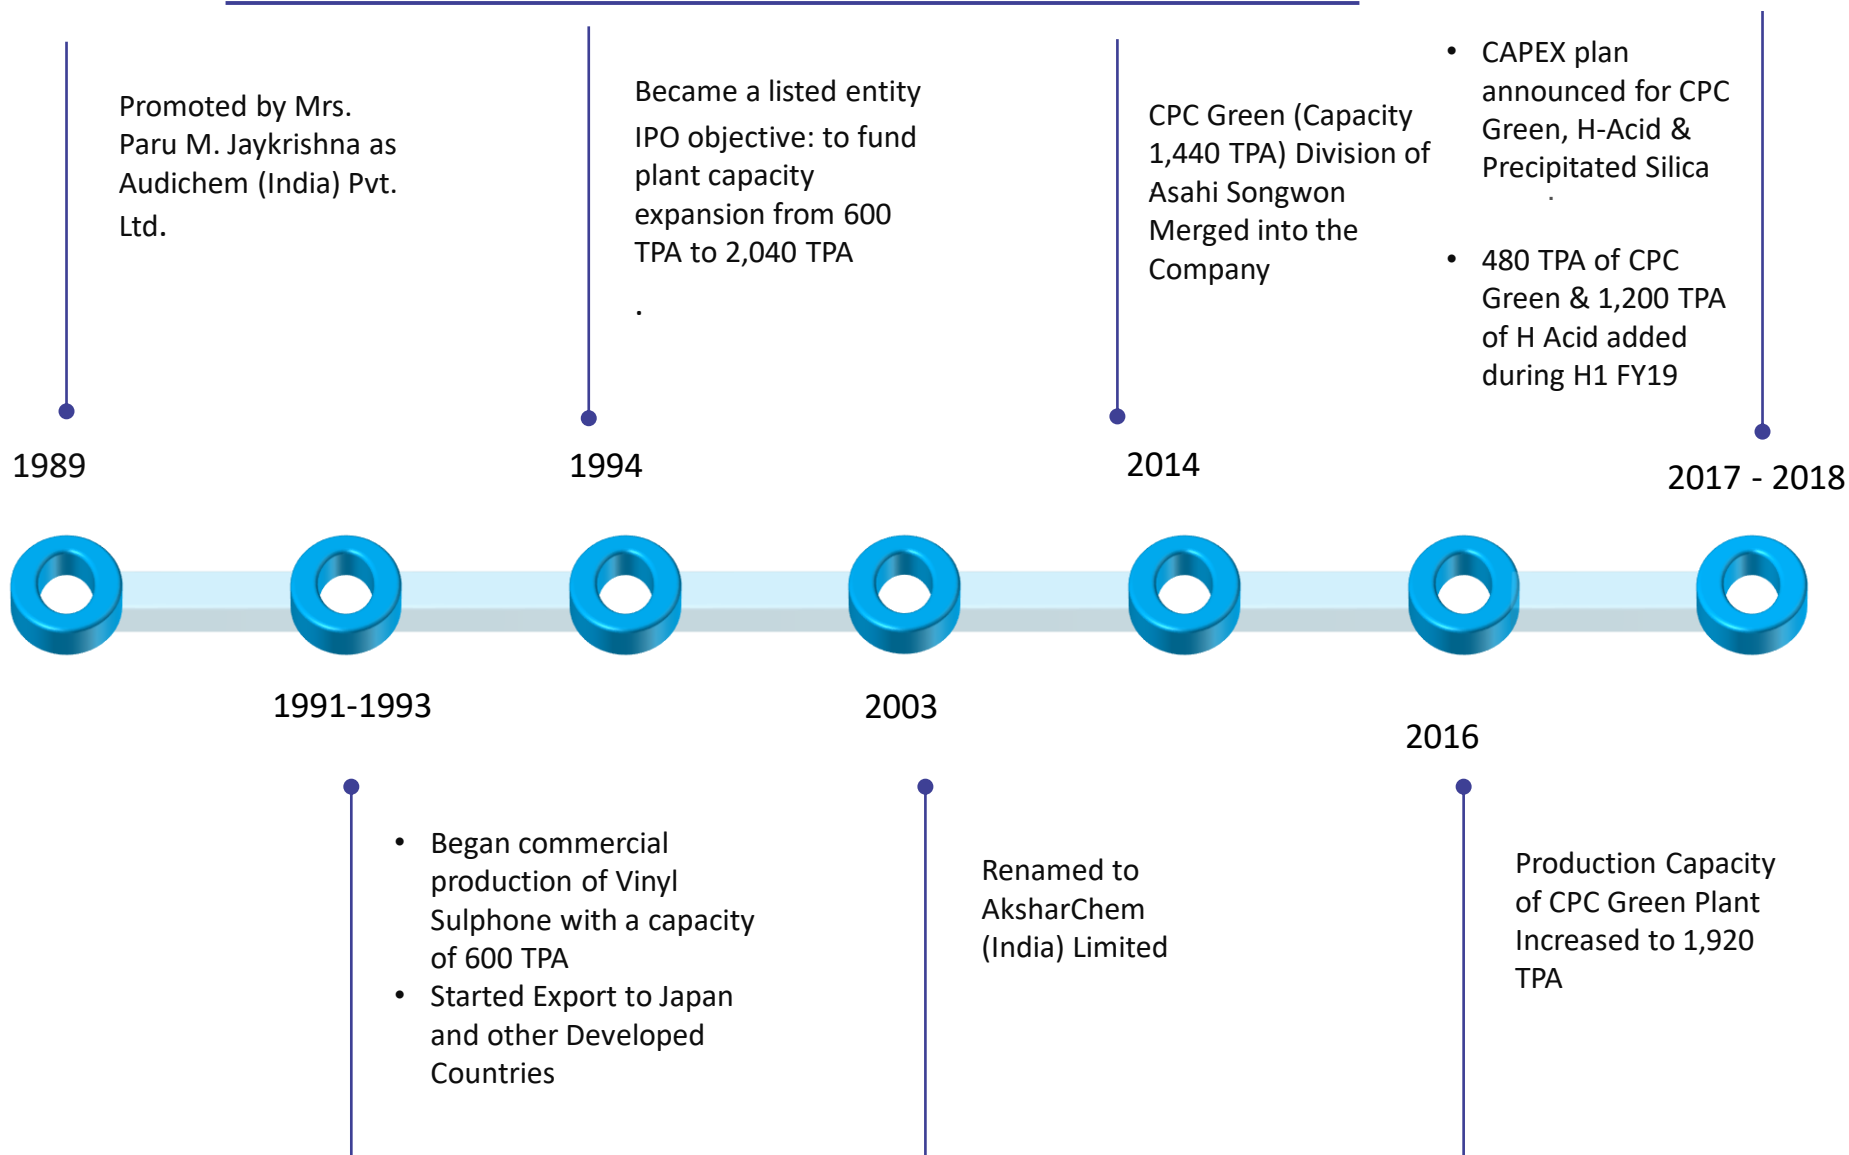 Promoted by Mrs.
Paru M. Jaykrishna as
Audichem (India) Pvt.
Ltd.
1989
Became a listed entity
IPO objective: to fund
plant capacity
expansion from 600
TPA to 2,040 TPA
.
1994
CPC Green (Capacity
1,440 TPA) Division of
Asahi Songwon
Merged into the
Company
2014
• CAPEX plan
announced for CPC
Green, H-Acid &
Precipitated Silica
.
• 480 TPA of CPC
Green & 1,200 TPA
of H Acid added
during H1 FY19
2017 - 2018
1991-1993
• Began commercial
production of Vinyl
Sulphone with a capacity
of 600 TPA
• Started Export to Japan
and other Developed
Countries
2003
Renamed to
AksharChem
(India) Limited
2016
Production Capacity
of CPC Green Plant
Increased to 1,920
TPA